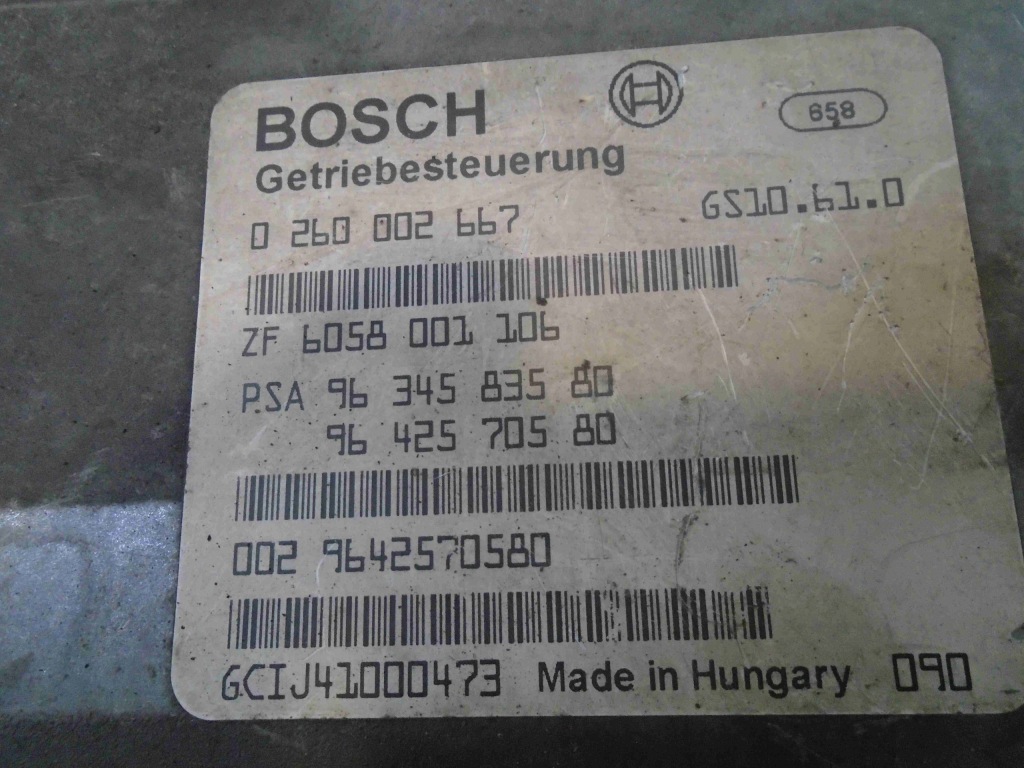 BOSCH
658
Getriebesteuerung
0 260 002 667
GS10.61.0
ZF 6058 001 106
PSA 96 345 835 80
96 425 705 80
002 9642570580
GCIJ41000473 Made in Hungary 090